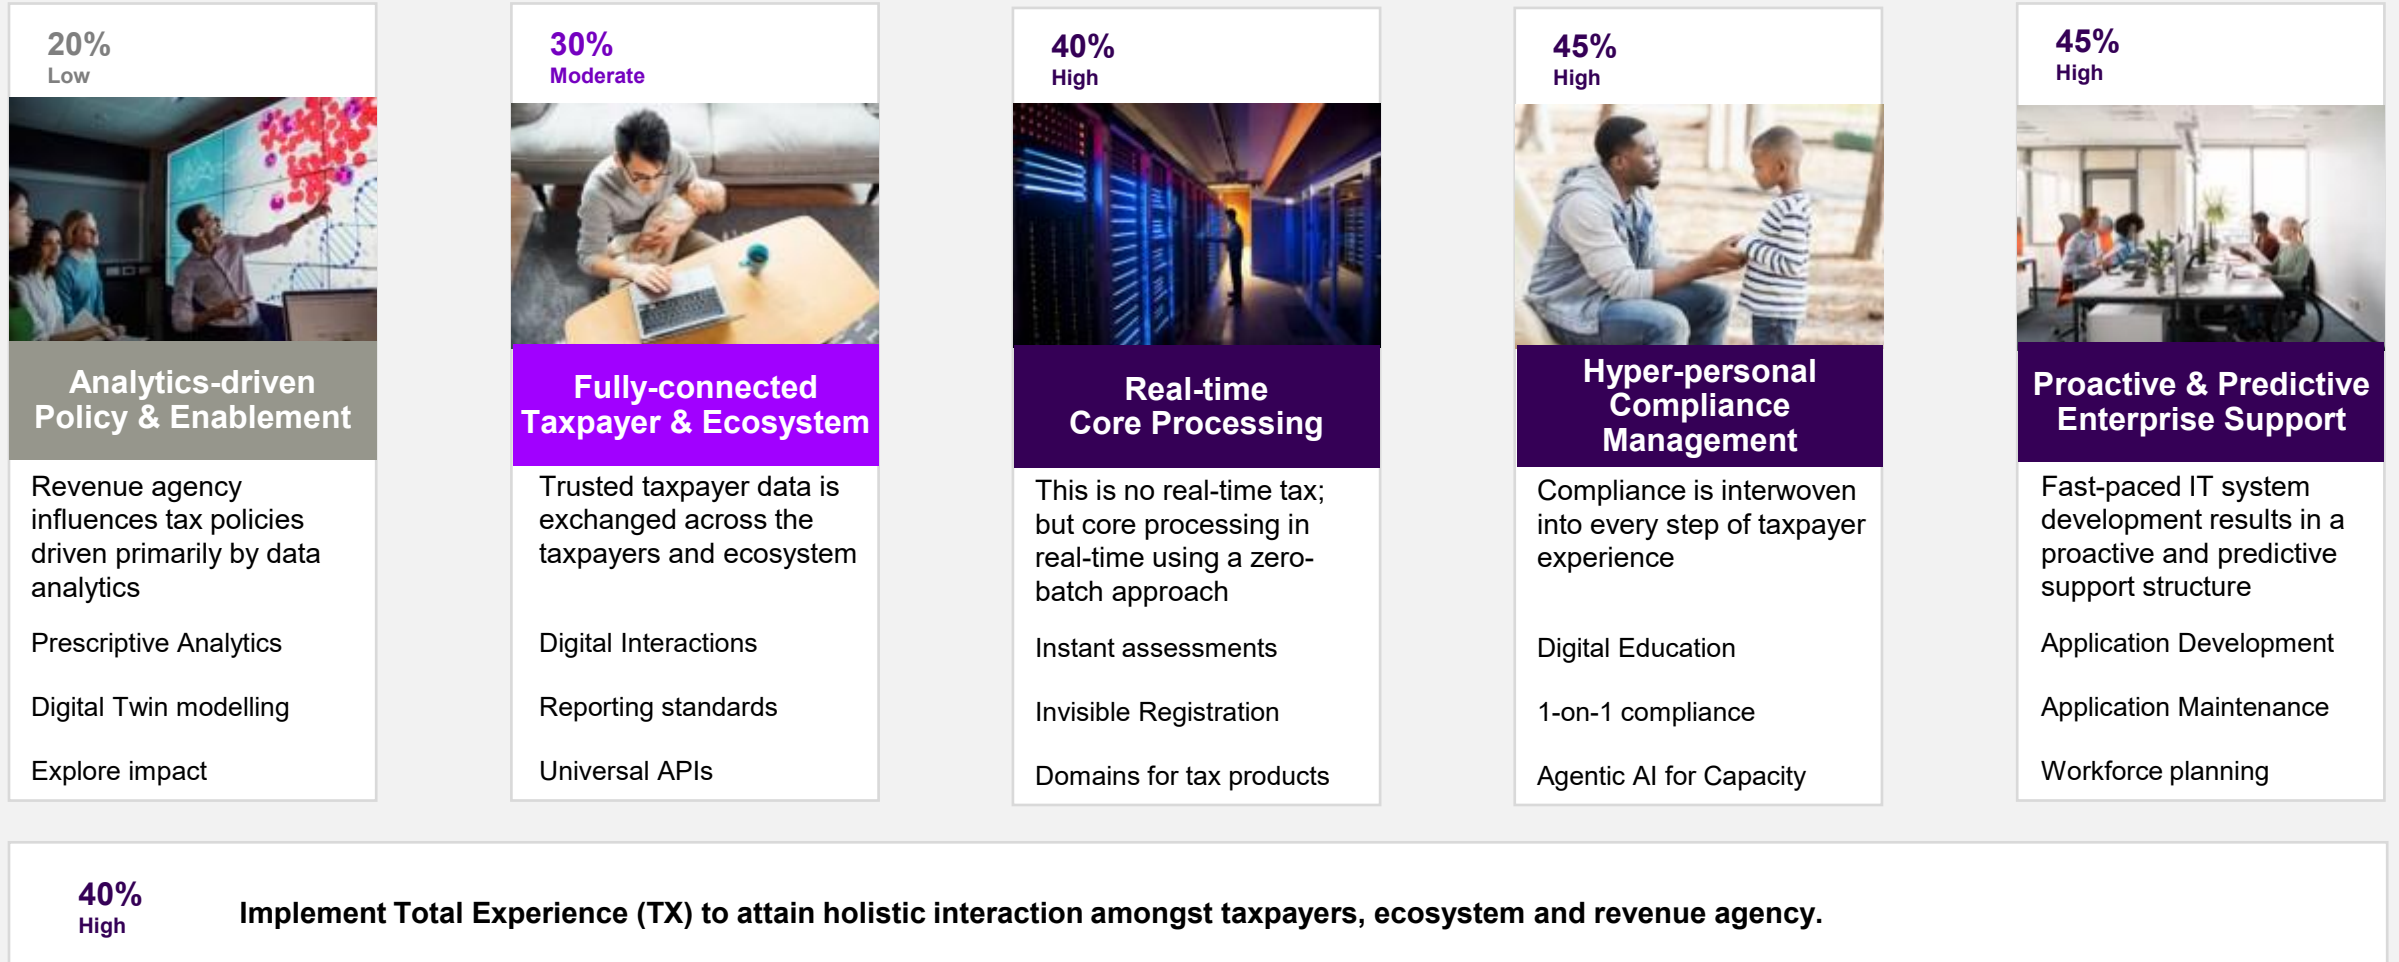 20%
Low
Analytics-driven
Policy & Enablement
Revenue agency
influences tax policies
driven primarily by data
analytics
Prescriptive Analytics
Digital Twin modelling
Explore impact
30%
Moderate
Fully-connected
Taxpayer & Ecosystem
Trusted taxpayer data is
exchanged across the
taxpayers and ecosystem
Digital Interactions
Reporting standards
Universal APIs
40%
High
Real-time
Core Processing
This is no real-time tax;
but core processing in
real-time using a zero-
batch approach
Instant assessments
Invisible Registration
Domains for tax products
45%
High
Hyper-personal
Compliance
Management
Compliance is interwoven
into every step of taxpayer
experience
Digital Education
1-on-1 compliance
Agentic AI for Capacity
45%
High
Proactive & Predictive
Enterprise Support
Fast-paced IT system
development results in a
proactive and predictive
support structure
Application Development
Application Maintenance
Workforce planning
40%
High
Implement Total Experience (TX) to attain holistic interaction amongst taxpayers, ecosystem and revenue agency.